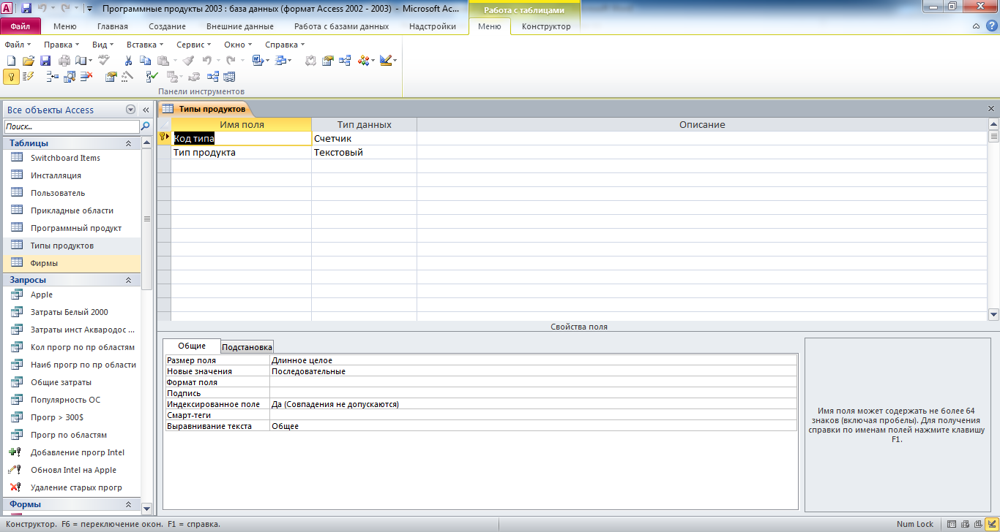 Программные продукты 2003 : база данных (формат Access 2002 - 2003) - Microsoft Ac...
Работа с таблицами
Файл Меню Главная Создание Внешние данные Работа с базами данных Надстройки Меню Конструктор
Файл Правка Вид Вставка Сервис Окно Справка
Панели инструментов
Все объекты Access
Поиск...
Таблицы
Switchboard Items
Инсталляция
Пользователь
Прикладные области
Программный продукт
Типы продуктов
Фирмы
Запросы
Apple
Затраты Белый 2000
Затраты инст Аквародос ...
Кол прогр по пр областям
Наиб прогр по пр области
Общие затраты
Популярность ОС
Прогр > 300$
Прогр по областям
Добавление прогр Intel
Обновл Intel на Apple
Удаление старых прогр
Формы
Типы продуктов
Имя поля Тип данных Описание
Код типа Счетчик
Тип продукта Текстовый
Свойства поля
Общие Подстановка
Размер поля Длинное целое
Новые значения Последовательные
Формат поля
Подпись
Индексированное поле Да (Совпадения не допускаются)
Смарт-теги
Выравнивание текста Общее
Имя поля может содержать не более 64
знаков (включая пробелы). Для получения
справки по именам полей нажмите клавишу
F1.
Конструктор. F6 = переключение окон. F1 = справка.
Num Lock